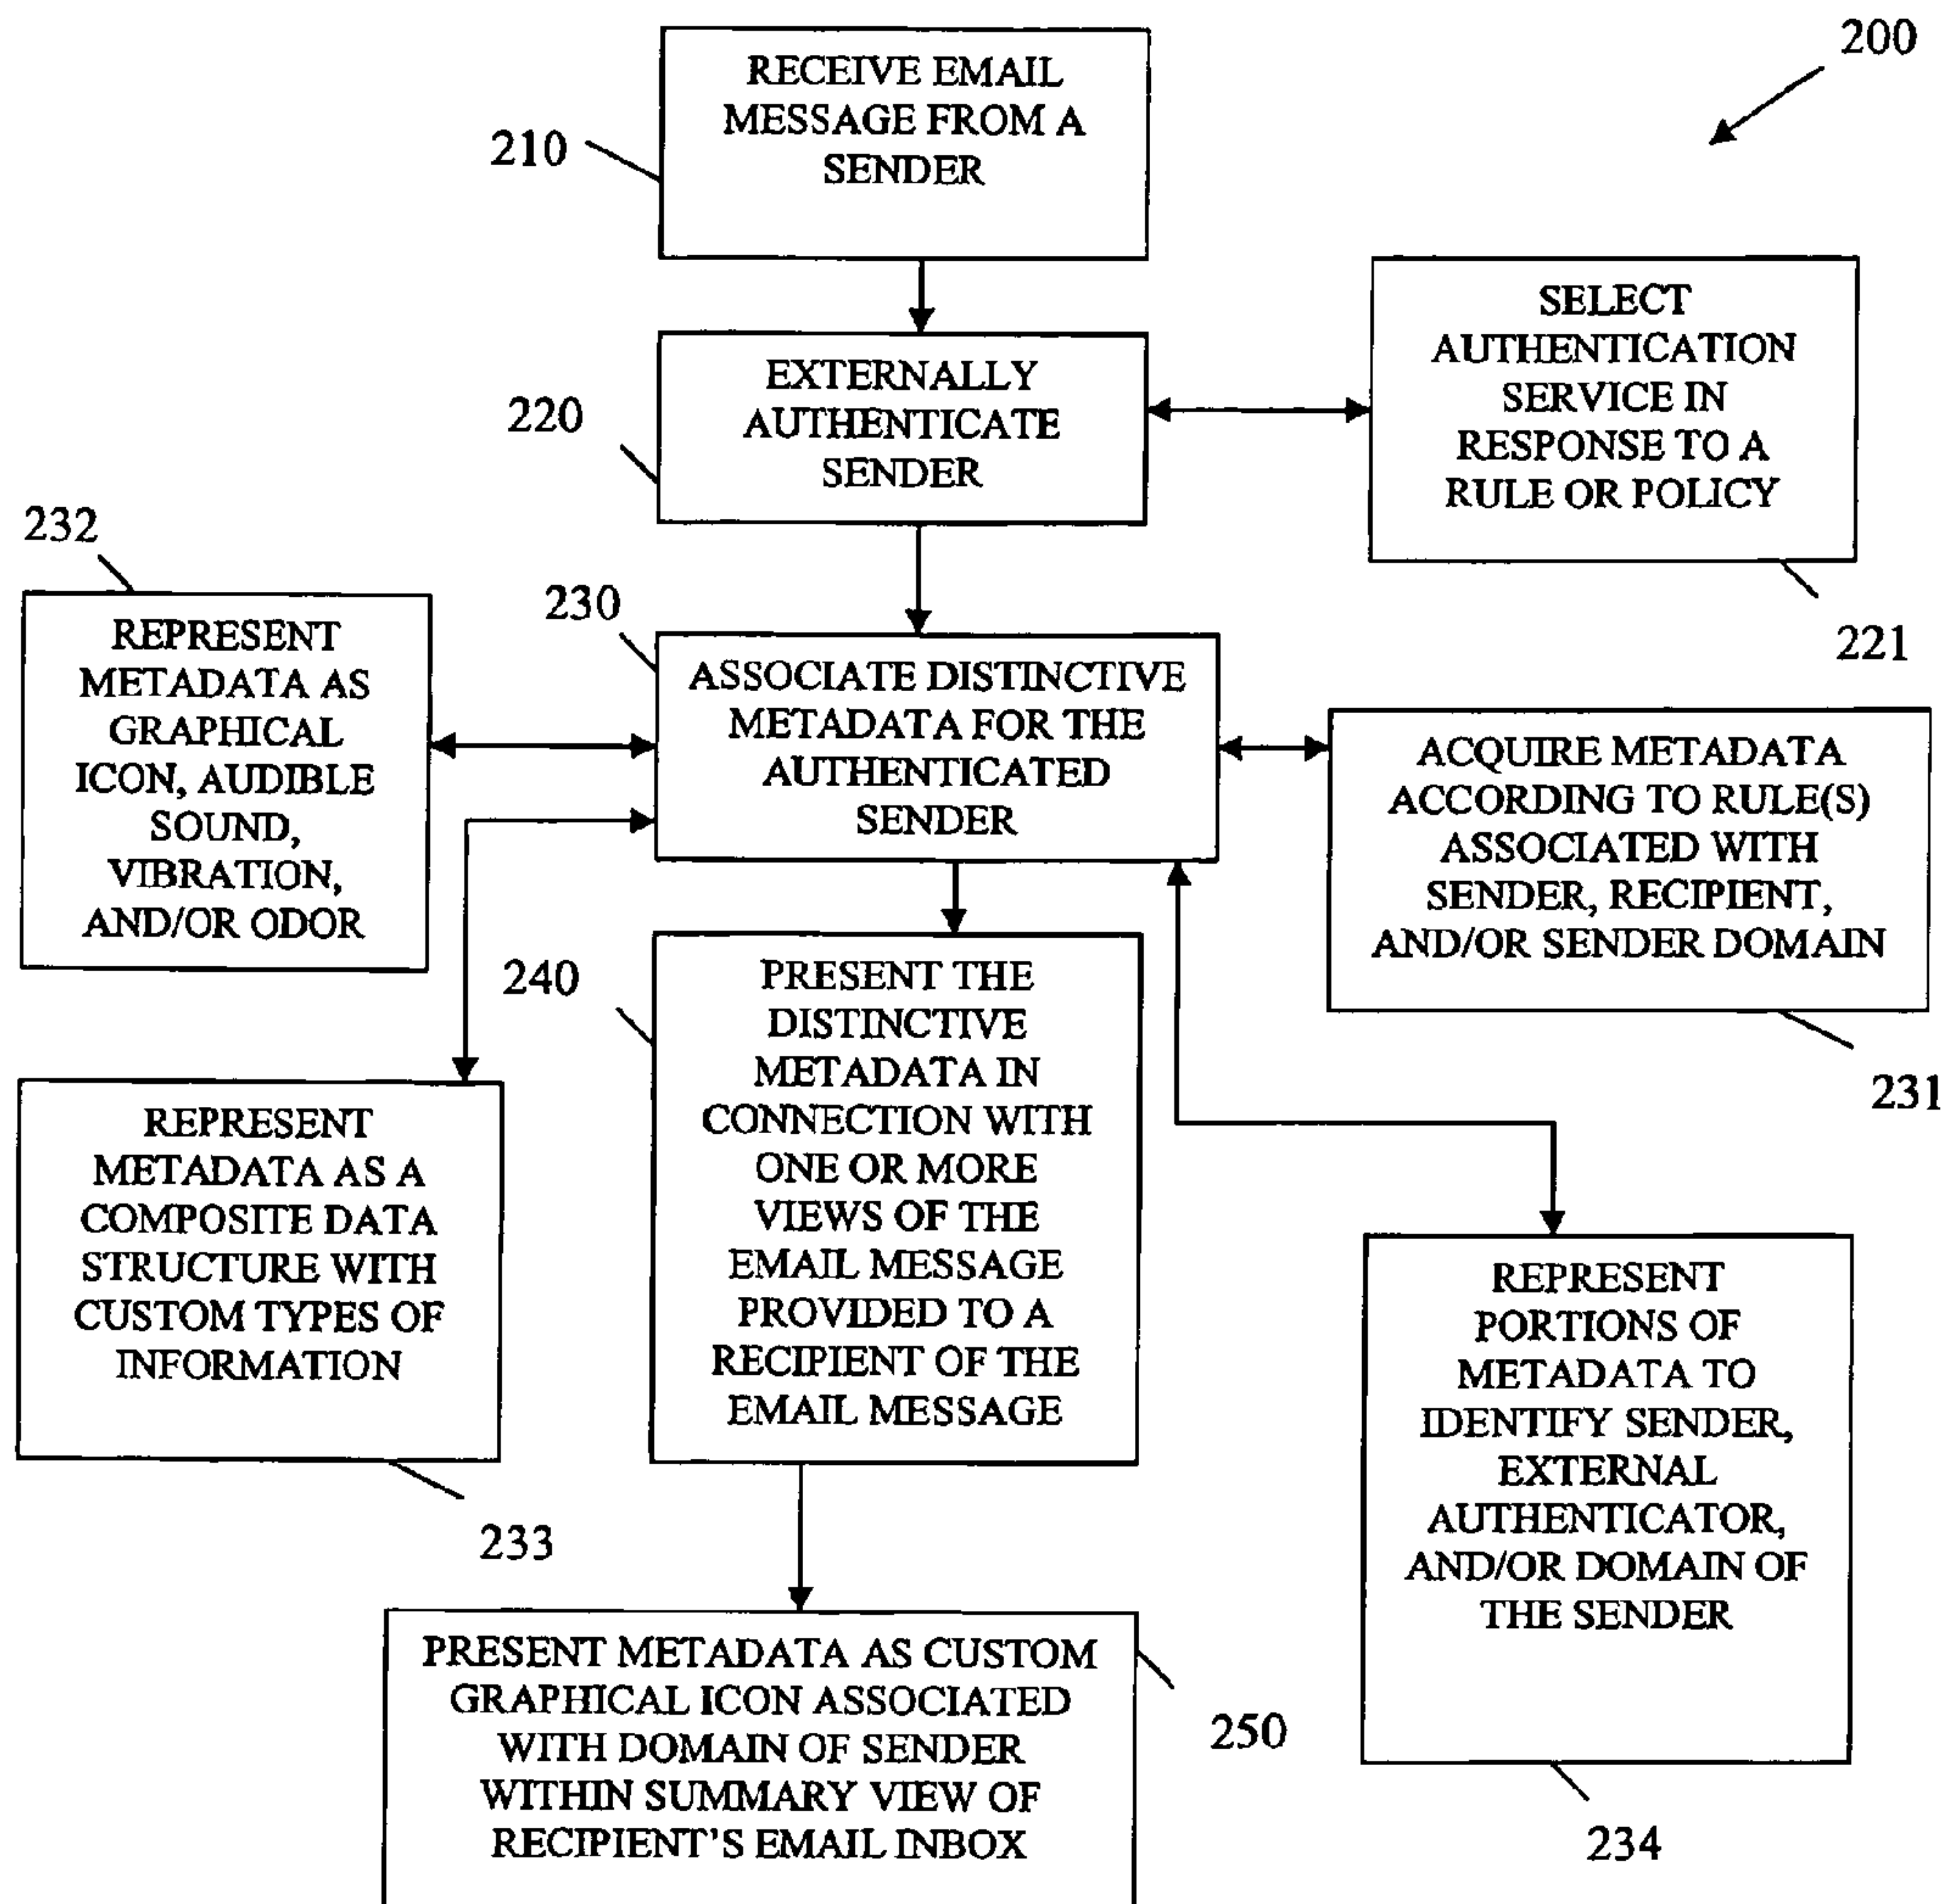 200
RECEIVE EMAIL
MESSAGE FROM A
SENDER
210
EXTERNALLY
AUTHENTICATE
SENDER
220
SELECT
AUTHENTICATION
SERVICE IN
RESPONSE TO A
RULE OR POLICY
221
232
REPRESENT
METADATA AS
GRAPHICAL
ICON, AUDIBLE
SOUND,
VIBRATION,
AND/OR ODOR
230
ASSOCIATE DISTINCTIVE
METADATA FOR THE
AUTHENTICATED
SENDER
ACQUIRE METADATA
ACCORDING TO RULE(S)
ASSOCIATED WITH
SENDER, RECIPIENT,
AND/OR SENDER DOMAIN
231
240
PRESENT THE
DISTINCTIVE
METADATA IN
CONNECTION WITH
ONE OR MORE
VIEWS OF THE
EMAIL MESSAGE
PROVIDED TO A
RECIPIENT OF THE
EMAIL MESSAGE
REPRESENT
METADATA AS A
COMPOSITE DATA
STRUCTURE WITH
CUSTOM TYPES OF
INFORMATION
233
REPRESENT
PORTIONS OF
METADATA TO
IDENTIFY SENDER,
EXTERNAL
AUTHENTICATOR,
AND/OR DOMAIN OF
THE SENDER
234
PRESENT METADATA AS CUSTOM
GRAPHICAL ICON ASSOCIATED
WITH DOMAIN OF SENDER
WITHIN SUMMARY VIEW OF
RECIPIENT'S EMAIL INBOX
250